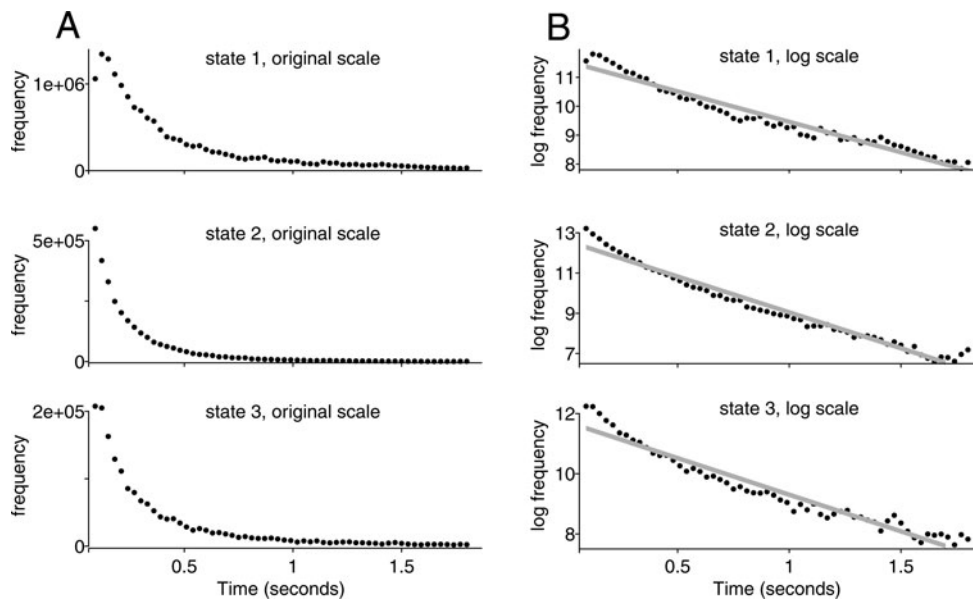 A
state 1, original scale
frequency
1e+06
0
state 2, original scale
frequency
5e+05
0
state 3, original scale
frequency
2e+05
0
0.5 1 1.5
Time (seconds)
B
state 1, log scale
log frequency
11
10
9
8
state 2, log scale
log frequency
13
11
9
7
state 3, log scale
log frequency
12
10
8
0.5 1 1.5
Time (seconds)